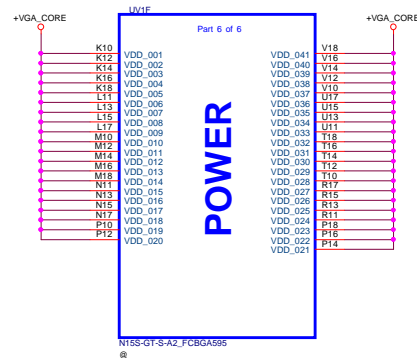 UV1F
+VGA_CORE
+VGA_CORE
Part 6 of 6
K10 VDD_001 VDD_041 V18
K12 VDD_002 VDD_040 V16
K14 VDD_003 VDD_039 V14
K16 VDD_004 VDD_038 V12
K18 VDD_005 VDD_037 V10
L11 VDD_006 VDD_036 U17
L13 VDD_007 VDD_035 U15
L15 VDD_008 VDD_034 U13
L17 VDD_009 VDD_033 U11
M10 VDD_010 VDD_032 T18
M12 VDD_011 VDD_031 T16
M14 VDD_012 VDD_030 T14
M16 VDD_013 VDD_029 T12
M18 VDD_014 VDD_028 T10
N11 VDD_015 VDD_027 R17
N13 VDD_016 VDD_026 R15
N15 VDD_017 VDD_025 R13
N17 VDD_018 VDD_024 R11
P10 VDD_019 VDD_023 P18
P12 VDD_020 VDD_022 P16
VDD_021 P14
POWER
N15S-GT-S-A2_FCBGA595
@